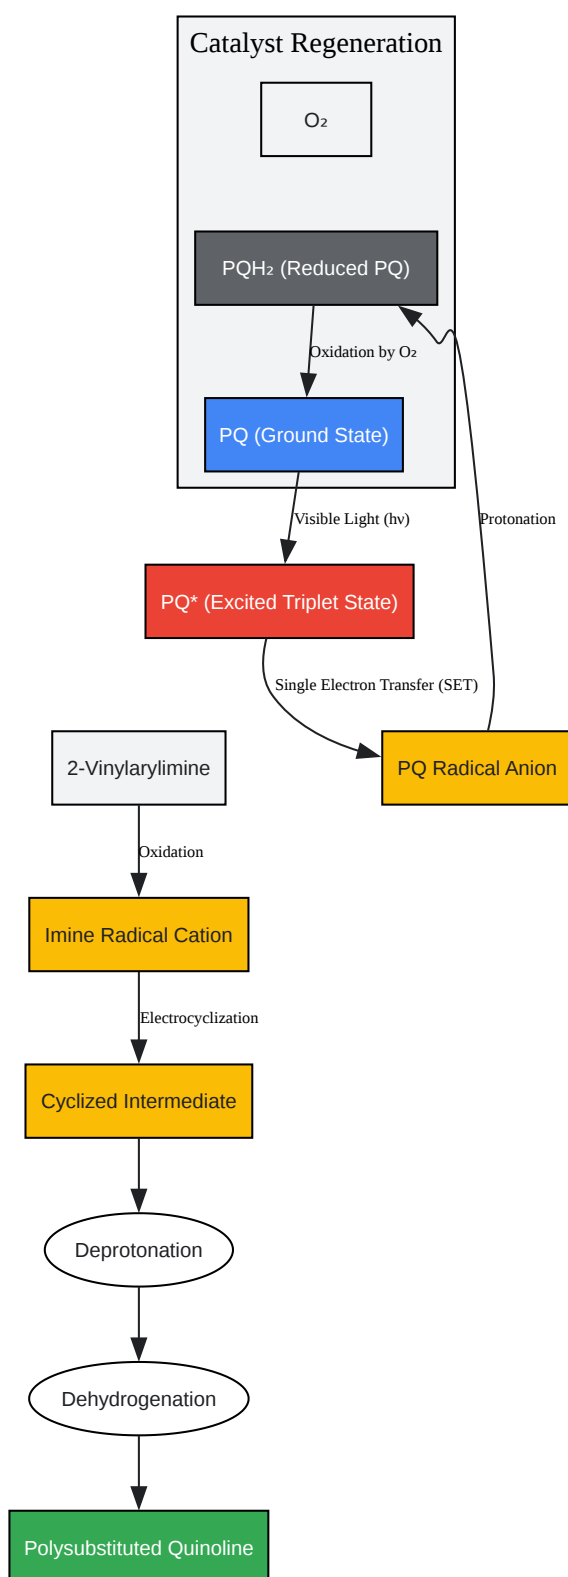 Catalyst Regeneration
O₂
PQH₂ (Reduced PQ)
Oxidation by O₂
PQ (Ground State)
Visible Light (hν)
Protonation
PQ* (Excited Triplet State)
Single Electron Transfer (SET)
2-Vinylarylimine
PQ Radical Anion
Oxidation
Imine Radical Cation
Electrocyclization
Cyclized Intermediate
Deprotonation
Dehydrogenation
Polysubstituted Quinoline